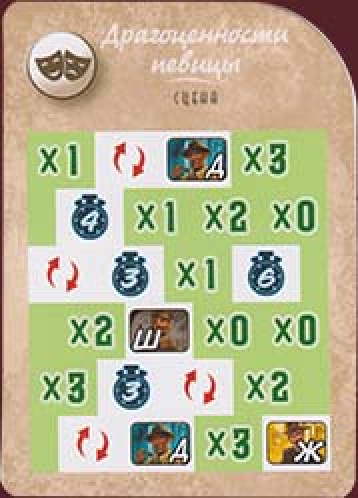 Драгоценности
певицы
СЦЕНА
x1 Д x3
4 x1 x2 x0
3 x1 6
x2 Ш x0 x0
x3 3 x2
Д x3 Ж